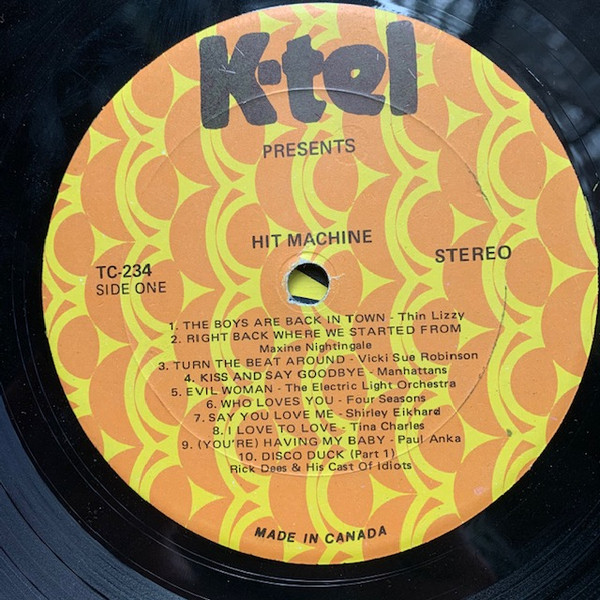 K-tel
PRESENTS
HIT MACHINE
STEREO
TC-234
SIDE ONE
1. THE BOYS ARE BACK IN TOWN - Thin Lizzy
2. RIGHT BACK WHERE WE STARTED FROM
Maxine Nightingale
3. TURN THE BEAT AROUND - Vicki Sue Robinson
4. KISS AND SAY GOODBYE - Manhattans
5. EVIL WOMAN - The Electric Light Orchestra
6. WHO LOVES YOU - Four Seasons
7. SAY YOU LOVE ME - Shirley Eikhard
8. I LOVE TO LOVE - Tina Charles
9. (YOU'RE) HAVING MY BABY - Paul Anka
10. DISCO DUCK (Part 1)
Rick Dees & His Cast Of Idiots
MADE IN CANADA